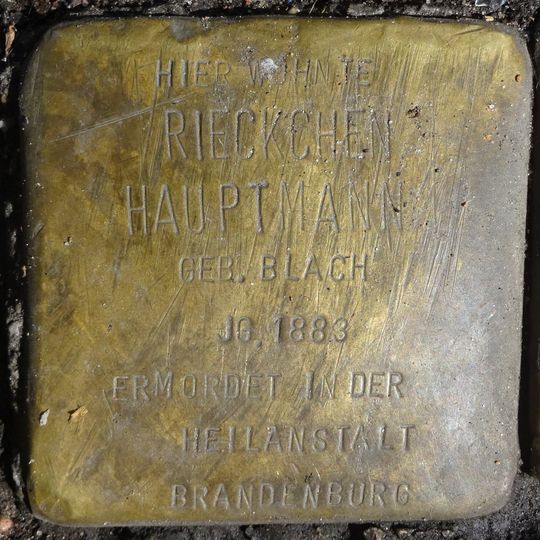 HIER WOHNTE
RIECKCHEN
HAUPTMANN
GEB. BLACH
JG. 1883
ERMORDET IN DER
HEILANSTALT
BRANDENBURG